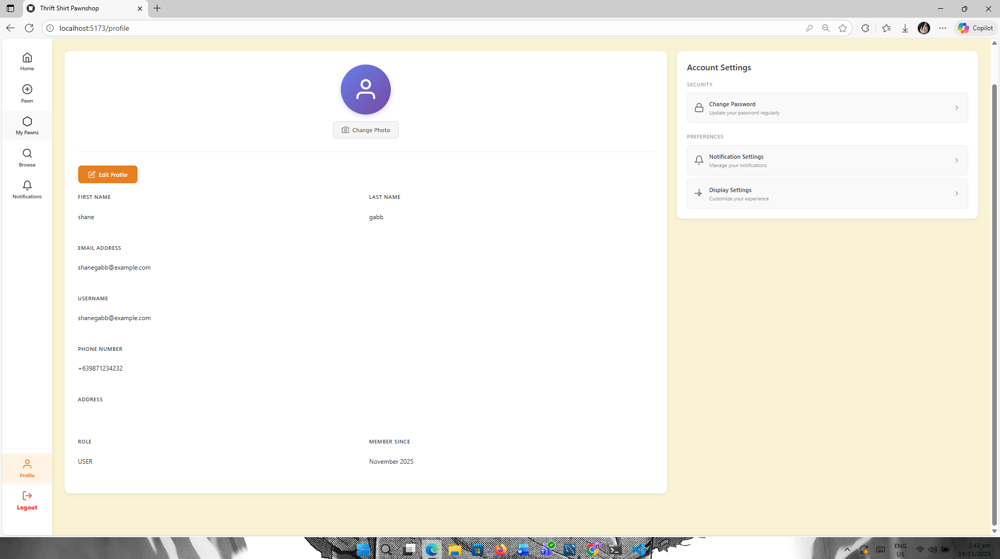 Thrift Shirt Pawnshop
localhost:5173/profile
Copilot
Home
Pawn
My Pawns
Browse
Notifications
Profile
Logout
Change Photo
Edit Profile
FIRST NAME
shane
LAST NAME
gabb
EMAIL ADDRESS
shanegabb@example.com
USERNAME
shanegabb@example.com
PHONE NUMBER
+639871234232
ADDRESS
ROLE
USER
MEMBER SINCE
November 2025
Account Settings
SECURITY
Change Password
Update your password regularly
PREFERENCES
Notification Settings
Manage your notifications
Display Settings
Customize your experience
ENG
US
2:42 am
19/11/2025